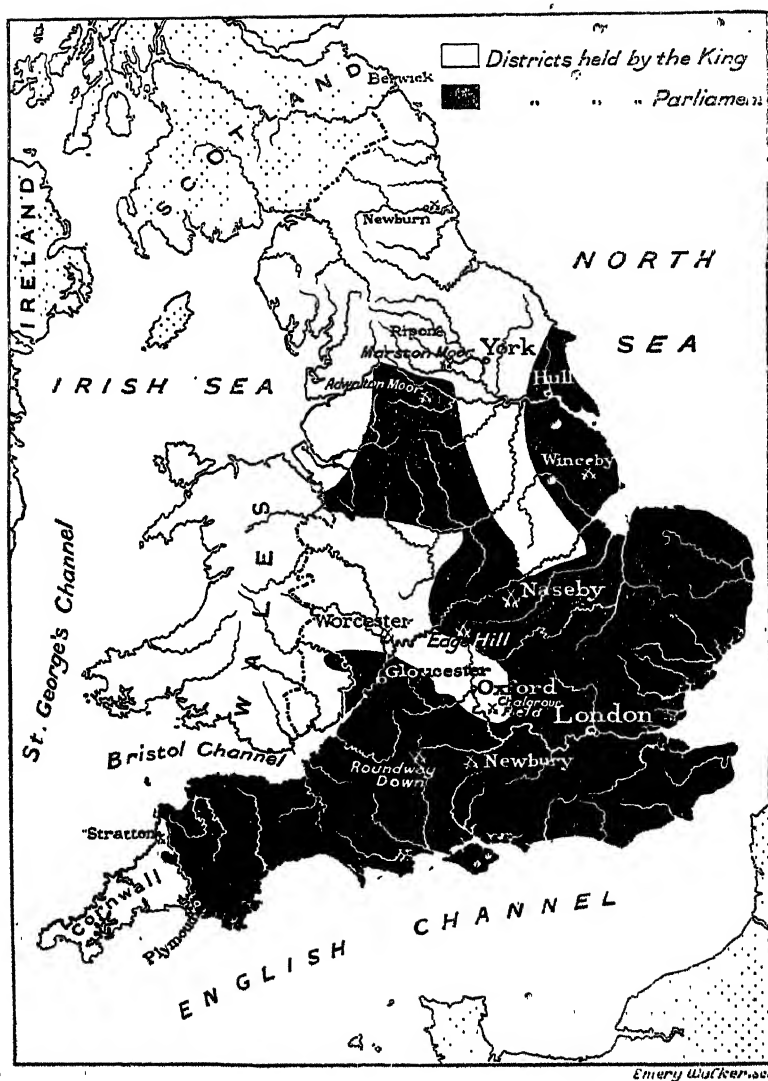 Districts held by the King
" " " Parliament
SCOTLAND
Berwick
IRELAND
Newburn
NORTH
SEA
Ripon
York
Marston Moor
IRISH SEA
Adwalton Moor
Hull
Winceby
WALES
St. George's Channel
Naseby
Worcester
Edge Hill
Gloucester
Oxford
Chalgrove
Field
London
Bristol Channel
Roundway
Down
Newbury
Stratton
Cornwall
Plymouth
ENGLISH CHANNEL
Emery Walker sc.